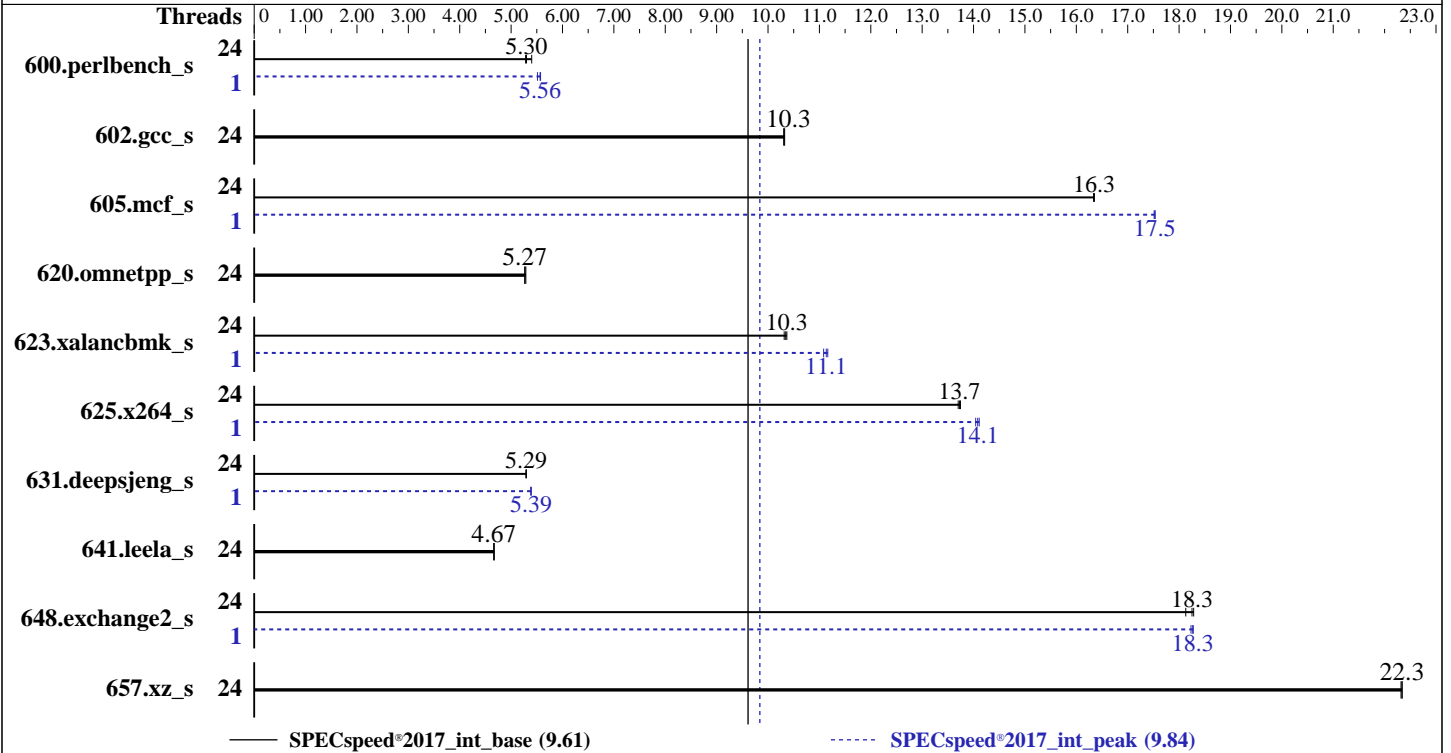 Threads 0 1.00 2.00 3.00 4.00 5.00 6.00 7.00 8.00 9.00 10.0 11.0 12.0 13.0 14.0 15.0 16.0 17.0 18.0 19.0 20.0 21.0 23.0
600.perlbench_s 24 5.30
1 5.56
602.gcc_s 24 10.3
605.mcf_s 24 16.3
1 17.5
620.omnetpp_s 24 5.27
623.xalancbmk_s 24 10.3
1 11.1
625.x264_s 24 13.7
1 14.1
631.deepsjeng_s 24 5.29
1 5.39
641.leela_s 24 4.67
648.exchange2_s 24 18.3
1 18.3
657.xz_s 24 22.3
SPECspeed®2017_int_base (9.61) SPECspeed®2017_int_peak (9.84)